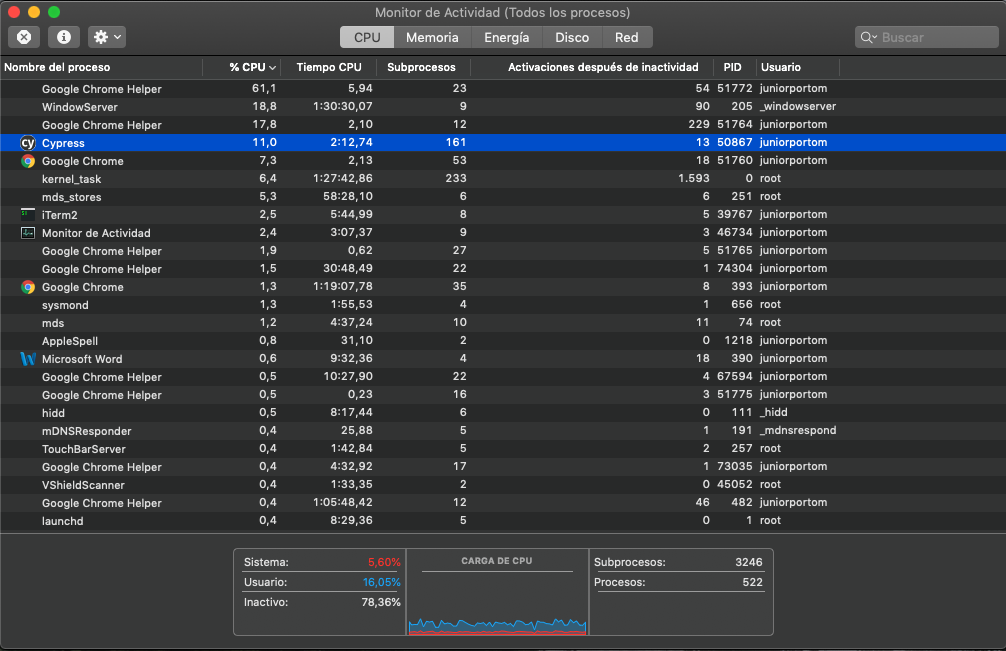 Monitor de Actividad (Todos los procesos)
CPU Memoria Energía Disco Red Buscar
Nombre del proceso % CPU Tiempo CPU Subprocesos Activaciones después de inactividad PID Usuario
Google Chrome Helper 61,1 5,94 23 54 51772 juniorportom
WindowServer 18,8 1:30:30,07 9 90 205 _windowserver
Google Chrome Helper 17,8 2,10 12 229 51764 juniorportom
cy Cypress 11,0 2:12,74 161 13 50867 juniorportom
Google Chrome 7,3 2,13 53 18 51760 juniorportom
kernel_task 6,4 1:27:42,86 233 1.593 0 root
mds_stores 5,3 58:28,10 6 6 251 root
iTerm2 2,5 5:44,99 8 5 39767 juniorportom
Monitor de Actividad 2,4 3:07,37 9 3 46734 juniorportom
Google Chrome Helper 1,9 0,62 27 5 51765 juniorportom
Google Chrome Helper 1,5 30:48,49 22 1 74304 juniorportom
Google Chrome 1,3 1:19:07,78 35 8 393 juniorportom
sysmond 1,3 1:55,53 4 1 656 root
mds 1,2 4:37,24 10 11 74 root
AppleSpell 0,8 31,10 2 0 1218 juniorportom
Microsoft Word 0,6 9:32,36 4 18 390 juniorportom
Google Chrome Helper 0,5 10:27,90 22 4 67594 juniorportom
Google Chrome Helper 0,5 0,23 16 3 51775 juniorportom
hidd 0,5 8:17,44 6 0 111 _hidd
mDNSResponder 0,4 25,88 5 1 191 _mdnsrespond
TouchBarServer 0,4 1:42,84 5 2 257 root
Google Chrome Helper 0,4 4:32,92 17 1 73035 juniorportom
VShieldScanner 0,4 1:33,35 2 0 45052 root
Google Chrome Helper 0,4 1:05:48,42 12 46 482 juniorportom
launchd 0,4 8:29,36 5 0 1 root
Sistema: 5,60% CARGA DE CPU Subprocesos: 3246
Usuario: 16,05% Procesos: 522
Inactivo: 78,36%